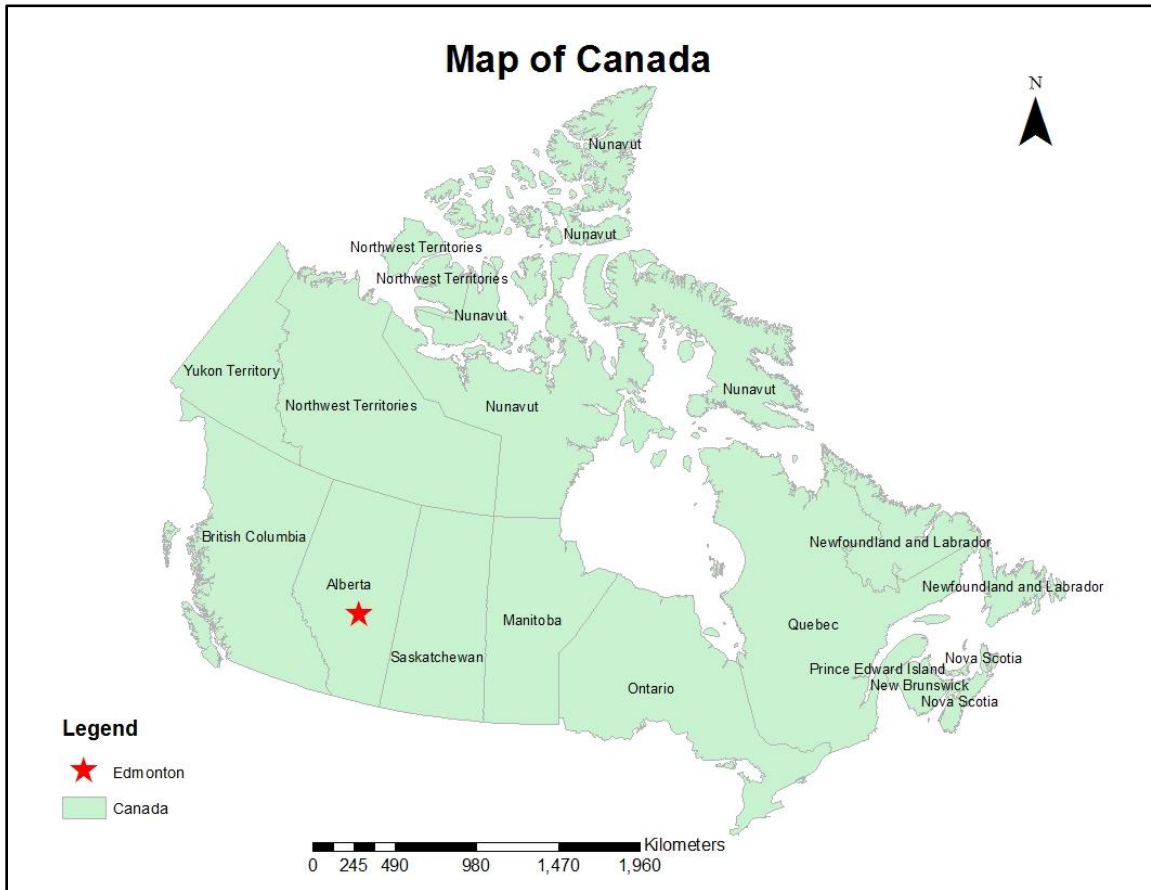 Map of Canada
N
Nunavut
Nunavut
Northwest Territories
Northwest Territories
Nunavut
Yukon Territory
Northwest Territories
Nunavut
Nunavut
British Columbia
Newfoundland and Labrador
Alberta
Newfoundland and Labrador
Manitoba
Quebec
Saskatchewan
Nova Scotia
Prince Edward Island
Ontario
New Brunswick
Nova Scotia
Legend
Edmonton
Canada
Kilometers
0 245 490 980 1,470 1,960